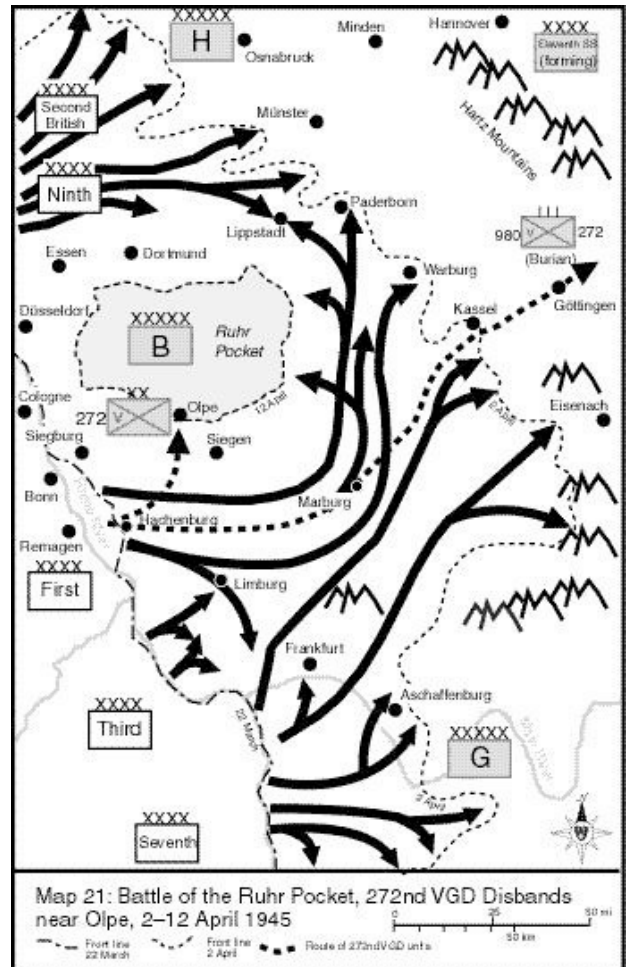 XXXXX
H
Osnabruck
Minden
Hannover
XXXX
Eleventh SS
(forming)
XXXX
Second
British
Münster
Hartz Mountains
XXXX
Ninth
Paderborn
Lippstadt
III
980
272
(Burian)
Essen
Dortmund
Warburg
Göttingen
Kassel
Düsseldorf
XXXXX
B
Ruhr
Pocket
12 April
2 April
Cologne
XX
272
V
Olpe
Eisenach
Siegburg
Siegen
Bonn
Marburg
Hachenburg
Remagen
XXXX
First
Limburg
Frankfurt
Aschaffenburg
XXXX
Third
22 March
XXXXX
G
2 April
XXXX
Seventh
Map 21: Battle of the Ruhr Pocket, 272nd VGD Disbands
near Olpe, 2–12 April 1945
0 25 50 mi
50 km
Front line
22 March
Front line
2 April
Route of 272nd VGD units